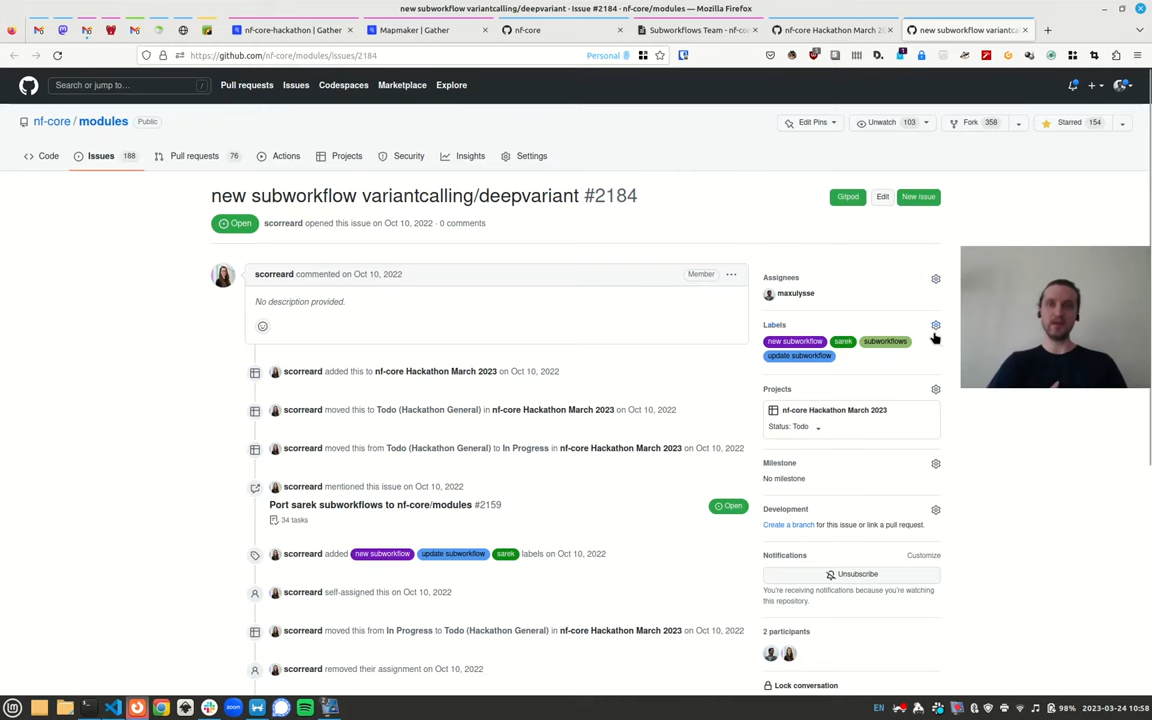 new subworkflow variantcalling/deepvariant · Issue #2184 · nf-core/modules — Mozilla Firefox
nf-core-hackathon | Gather
Mapmaker | Gather
nf-core
Subworkflows Team - nf-co
nf-core Hackathon March 2
new subworkflow variantca
https://github.com/nf-core/modules/issues/2184
Personal
Search or jump to...
/
Pull requests
Issues
Codespaces
Marketplace
Explore
nf-core / modules Public
Edit Pins
Unwatch 103
Fork 358
Starred 154
Code
Issues 188
Pull requests 76
Actions
Projects
Security
Insights
Settings
new subworkflow variantcalling/deepvariant #2184
Gitpod
Edit
New issue
Open
scorreard opened this issue on Oct 10, 2022 · 0 comments
scorreard commented on Oct 10, 2022
Member
No description provided.
Assignees
maxulysse
Labels
new subworkflow sarek subworkflows
update subworkflow
scorreard added this to nf-core Hackathon March 2023 on Oct 10, 2022
scorreard moved this to Todo (Hackathon General) in nf-core Hackathon March 2023 on Oct 10, 2022
scorreard moved this from Todo (Hackathon General) to In Progress in nf-core Hackathon March 2023 on Oct 10, 2022
scorreard mentioned this issue on Oct 10, 2022
Port sarek subworkflows to nf-core/modules #2159
Open
34 tasks
scorreard added new subworkflow update subworkflow sarek labels on Oct 10, 2022
scorreard self-assigned this on Oct 10, 2022
scorreard moved this from In Progress to Todo (Hackathon General) in nf-core Hackathon March 2023 on Oct 10, 2022
scorreard removed their assignment on Oct 10, 2022
Projects
nf-core Hackathon March 2023
Status: Todo
Milestone
No milestone
Development
Create a branch for this issue or link a pull request.
Notifications
Customize
Unsubscribe
You're receiving notifications because you're watching
this repository.
2 participants
Lock conversation
EN
98%
2023-03-24 10:58